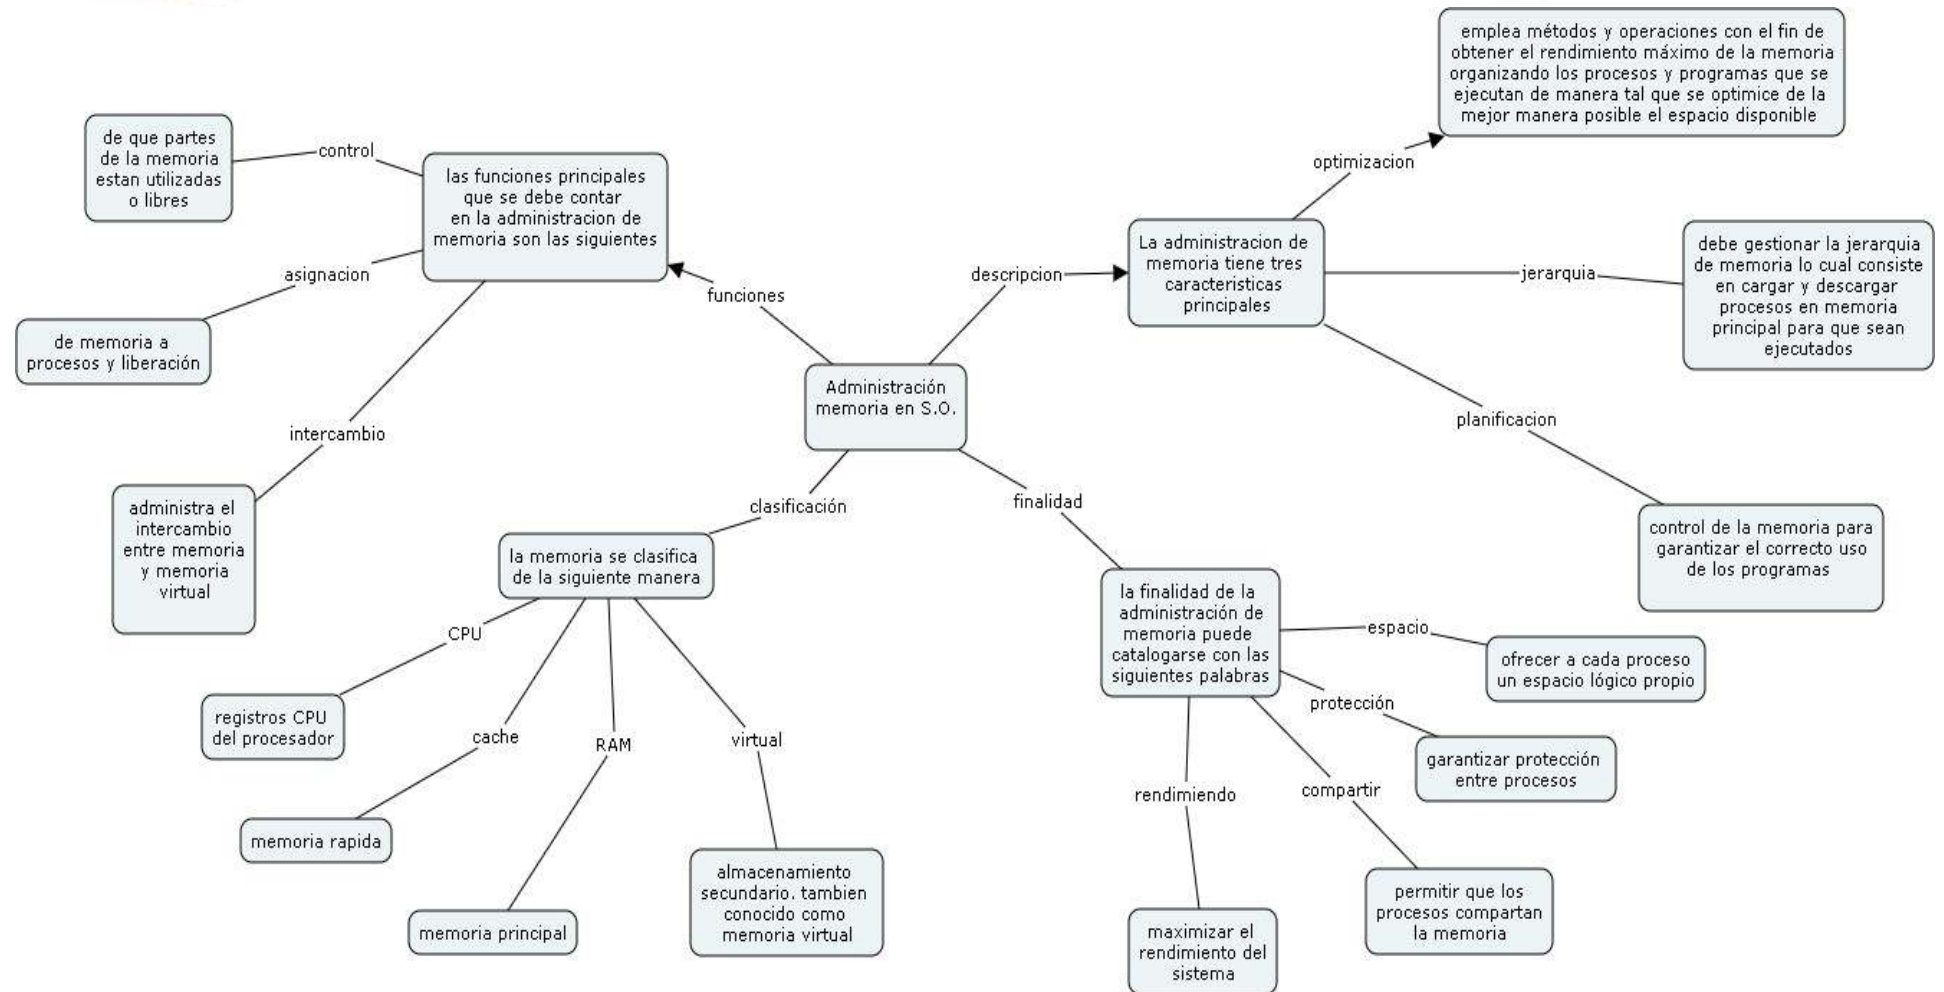 emplea métodos y operaciones con el fin de
obtener el rendimiento máximo de la memoria
organizando los procesos y programas que se
ejecutan de manera tal que se optimice de la
mejor manera posible el espacio disponible
de que partes
de la memoria
estan utilizadas
o libres
control
las funciones principales
que se debe contar
en la administracion de
memoria son las siguientes
asignacion
de memoria a
procesos y liberación
intercambio
administra el
intercambio
entre memoria
y memoria
virtual
funciones
Administración
memoria en S.O.
descripcion
La administracion de
memoria tiene tres
caracteristicas
principales
optimizacion
jerarquia
debe gestionar la jerarquia
de memoria lo cual consiste
en cargar y descargar
procesos en memoria
principal para que sean
ejecutados
planificacion
control de la memoria para
garantizar el correcto uso
de los programas
clasificación
la memoria se clasifica
de la siguiente manera
CPU
registros CPU
del procesador
cache
memoria rapida
RAM
memoria principal
virtual
almacenamiento
secundario. tambien
conocido como
memoria virtual
finalidad
la finalidad de la
administración de
memoria puede
catalogarse con las
siguientes palabras
espacio
ofrecer a cada proceso
un espacio lógico propio
protección
garantizar protección
entre procesos
compartir
permitir que los
procesos compartan
la memoria
rendimiendo
maximizar el
rendimiento del
sistema